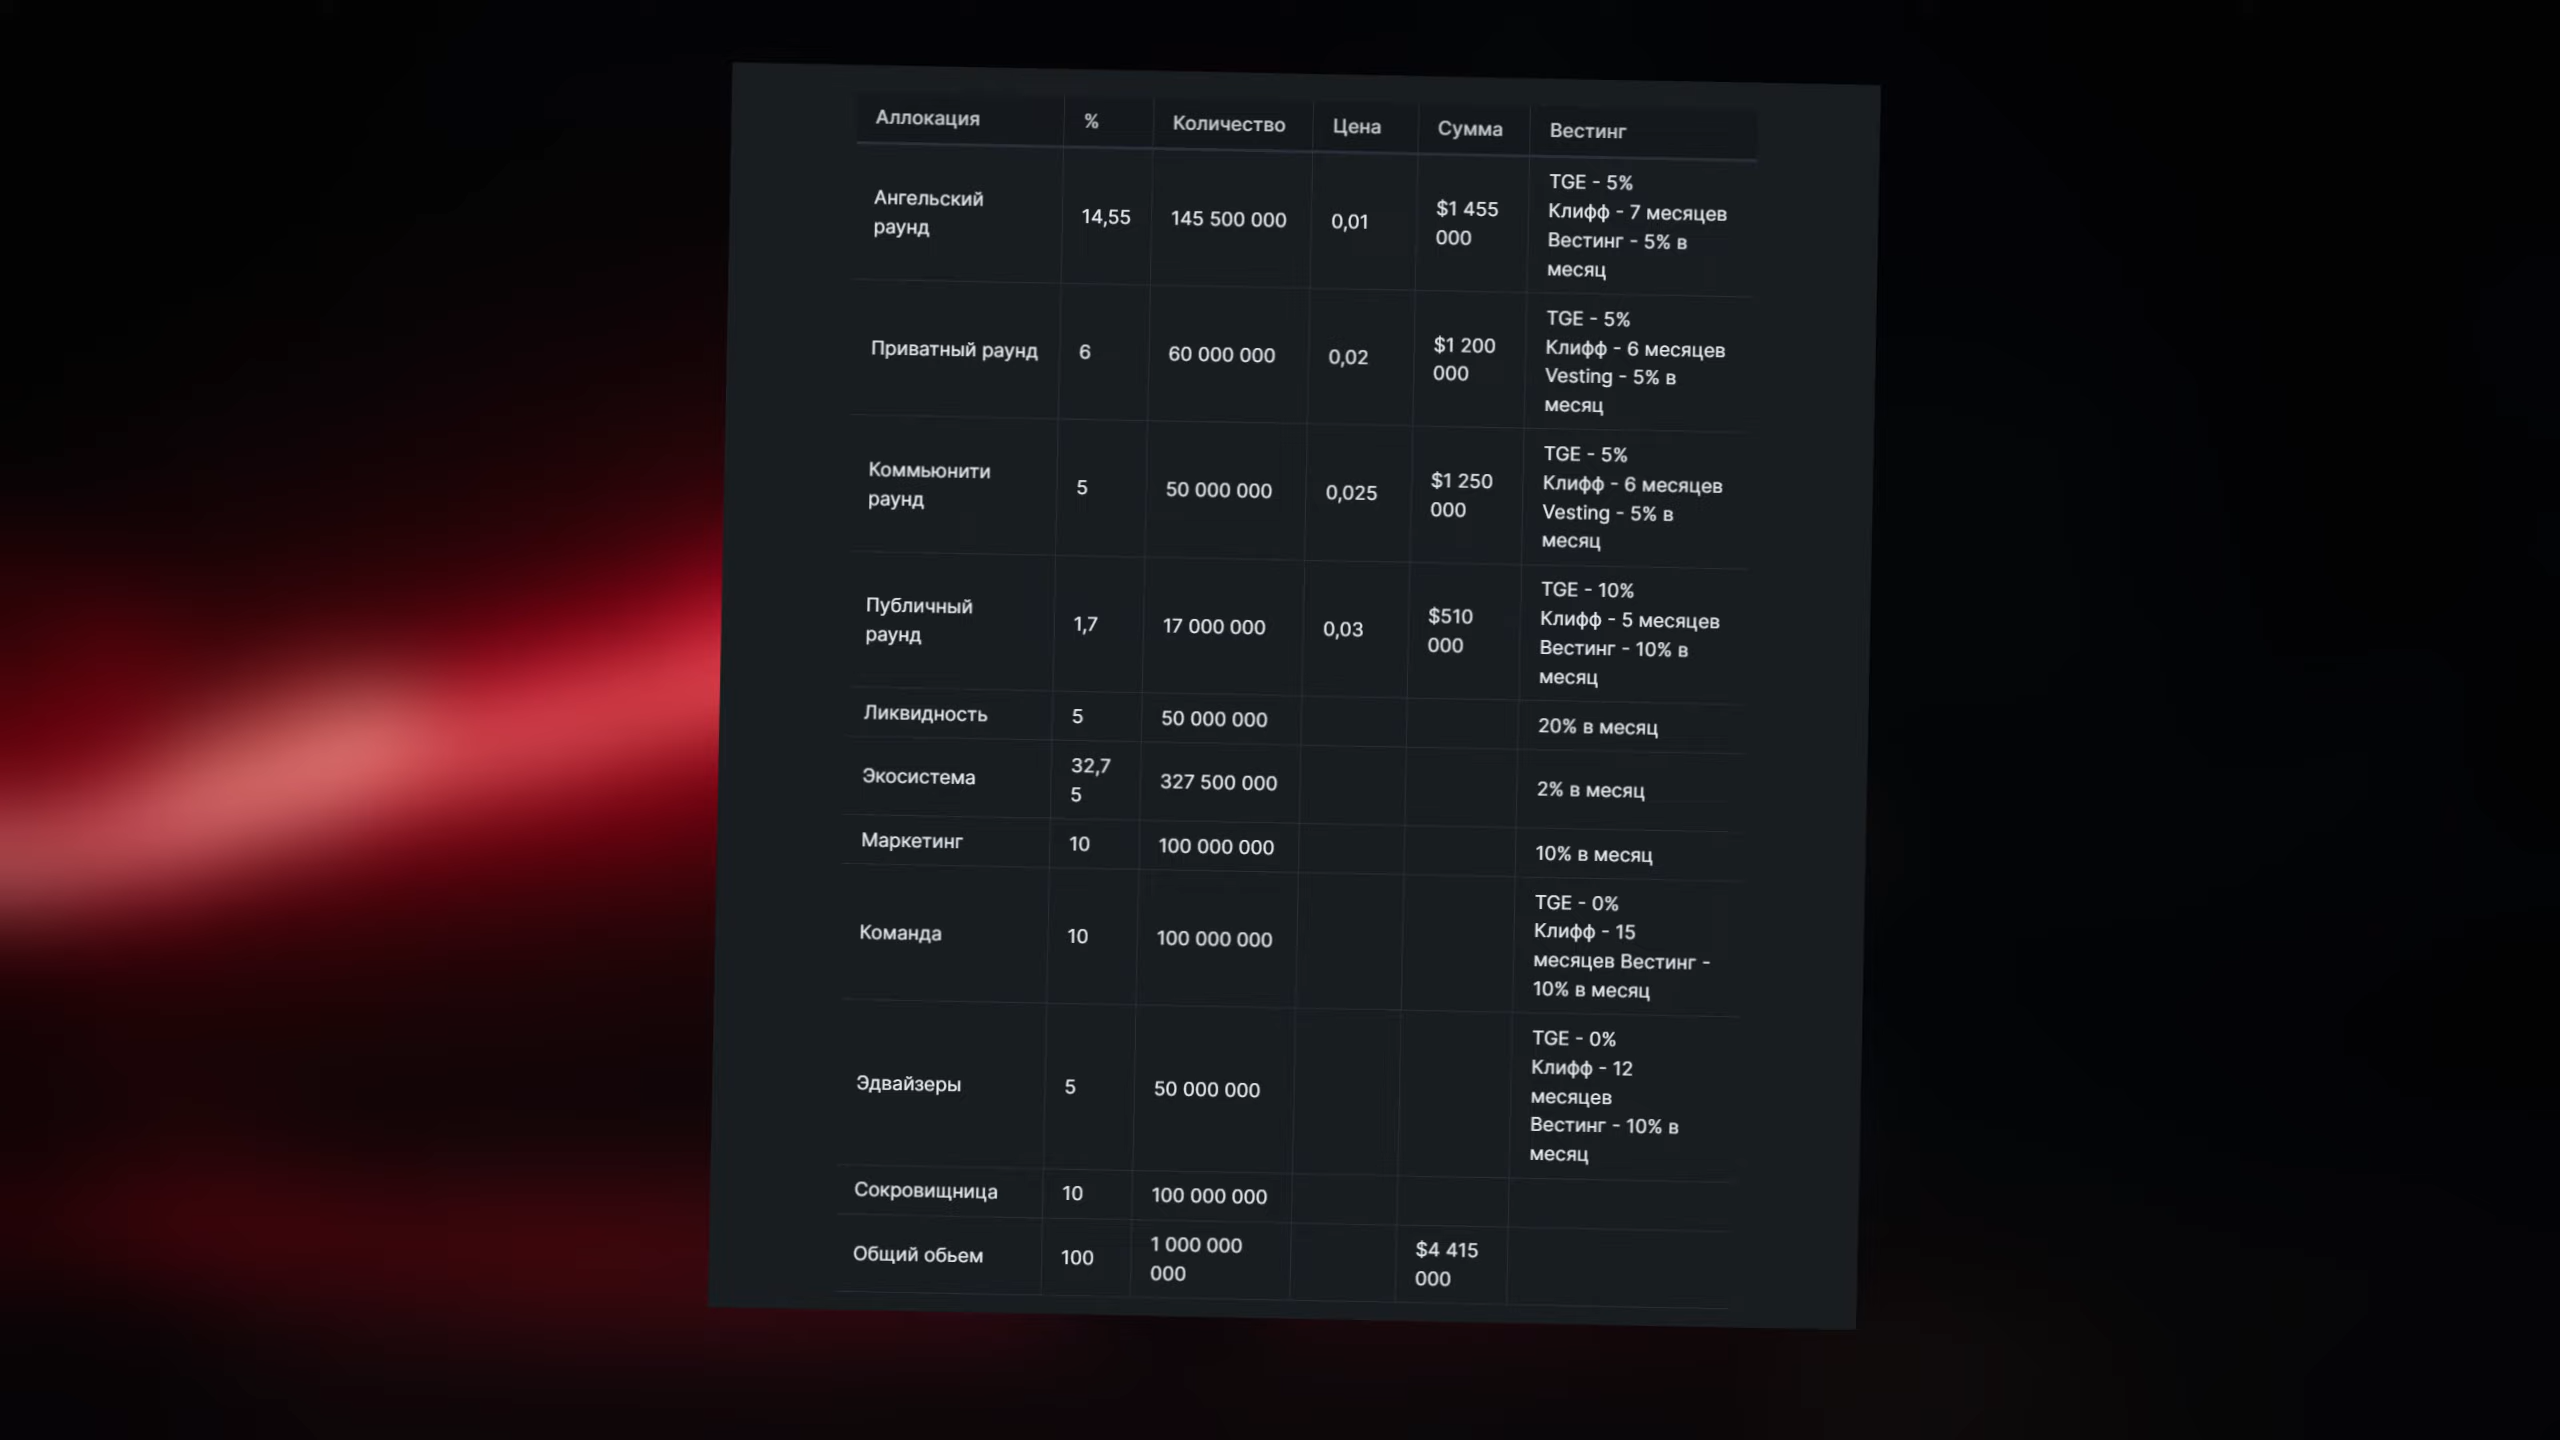 Аллокация % Количество Цена Сумма Вестинг
Ангельский
раунд
14,55
145 500 000
0,01
$1 455
000
TGE - 5%
Клифф - 7 месяцев
Вестинг - 5% в
месяц
Приватный раунд
6
60 000 000
0,02
$1 200
000
TGE - 5%
Клифф - 6 месяцев
Vesting - 5% в
месяц
Коммьюнити
раунд
5
50 000 000
0,025
$1 250
000
TGE - 5%
Клифф - 6 месяцев
Vesting - 5% в
месяц
Публичный
раунд
1,7
17 000 000
0,03
$510
000
TGE - 10%
Клифф - 5 месяцев
Вестинг - 10% в
месяц
Ликвидность 5 50 000 000 20% в месяц
Экосистема
32,7
5
327 500 000
2% в месяц
Маркетинг 10 100 000 000 10% в месяц
Команда
10
100 000 000
TGE - 0%
Клифф - 15
месяцев Вестинг -
10% в месяц
Эдвайзеры
5
50 000 000
TGE - 0%
Клифф - 12
месяцев
Вестинг - 10% в
месяц
Сокровищница 10 100 000 000
Общий обьем
100
1 000 000
000
$4 415
000